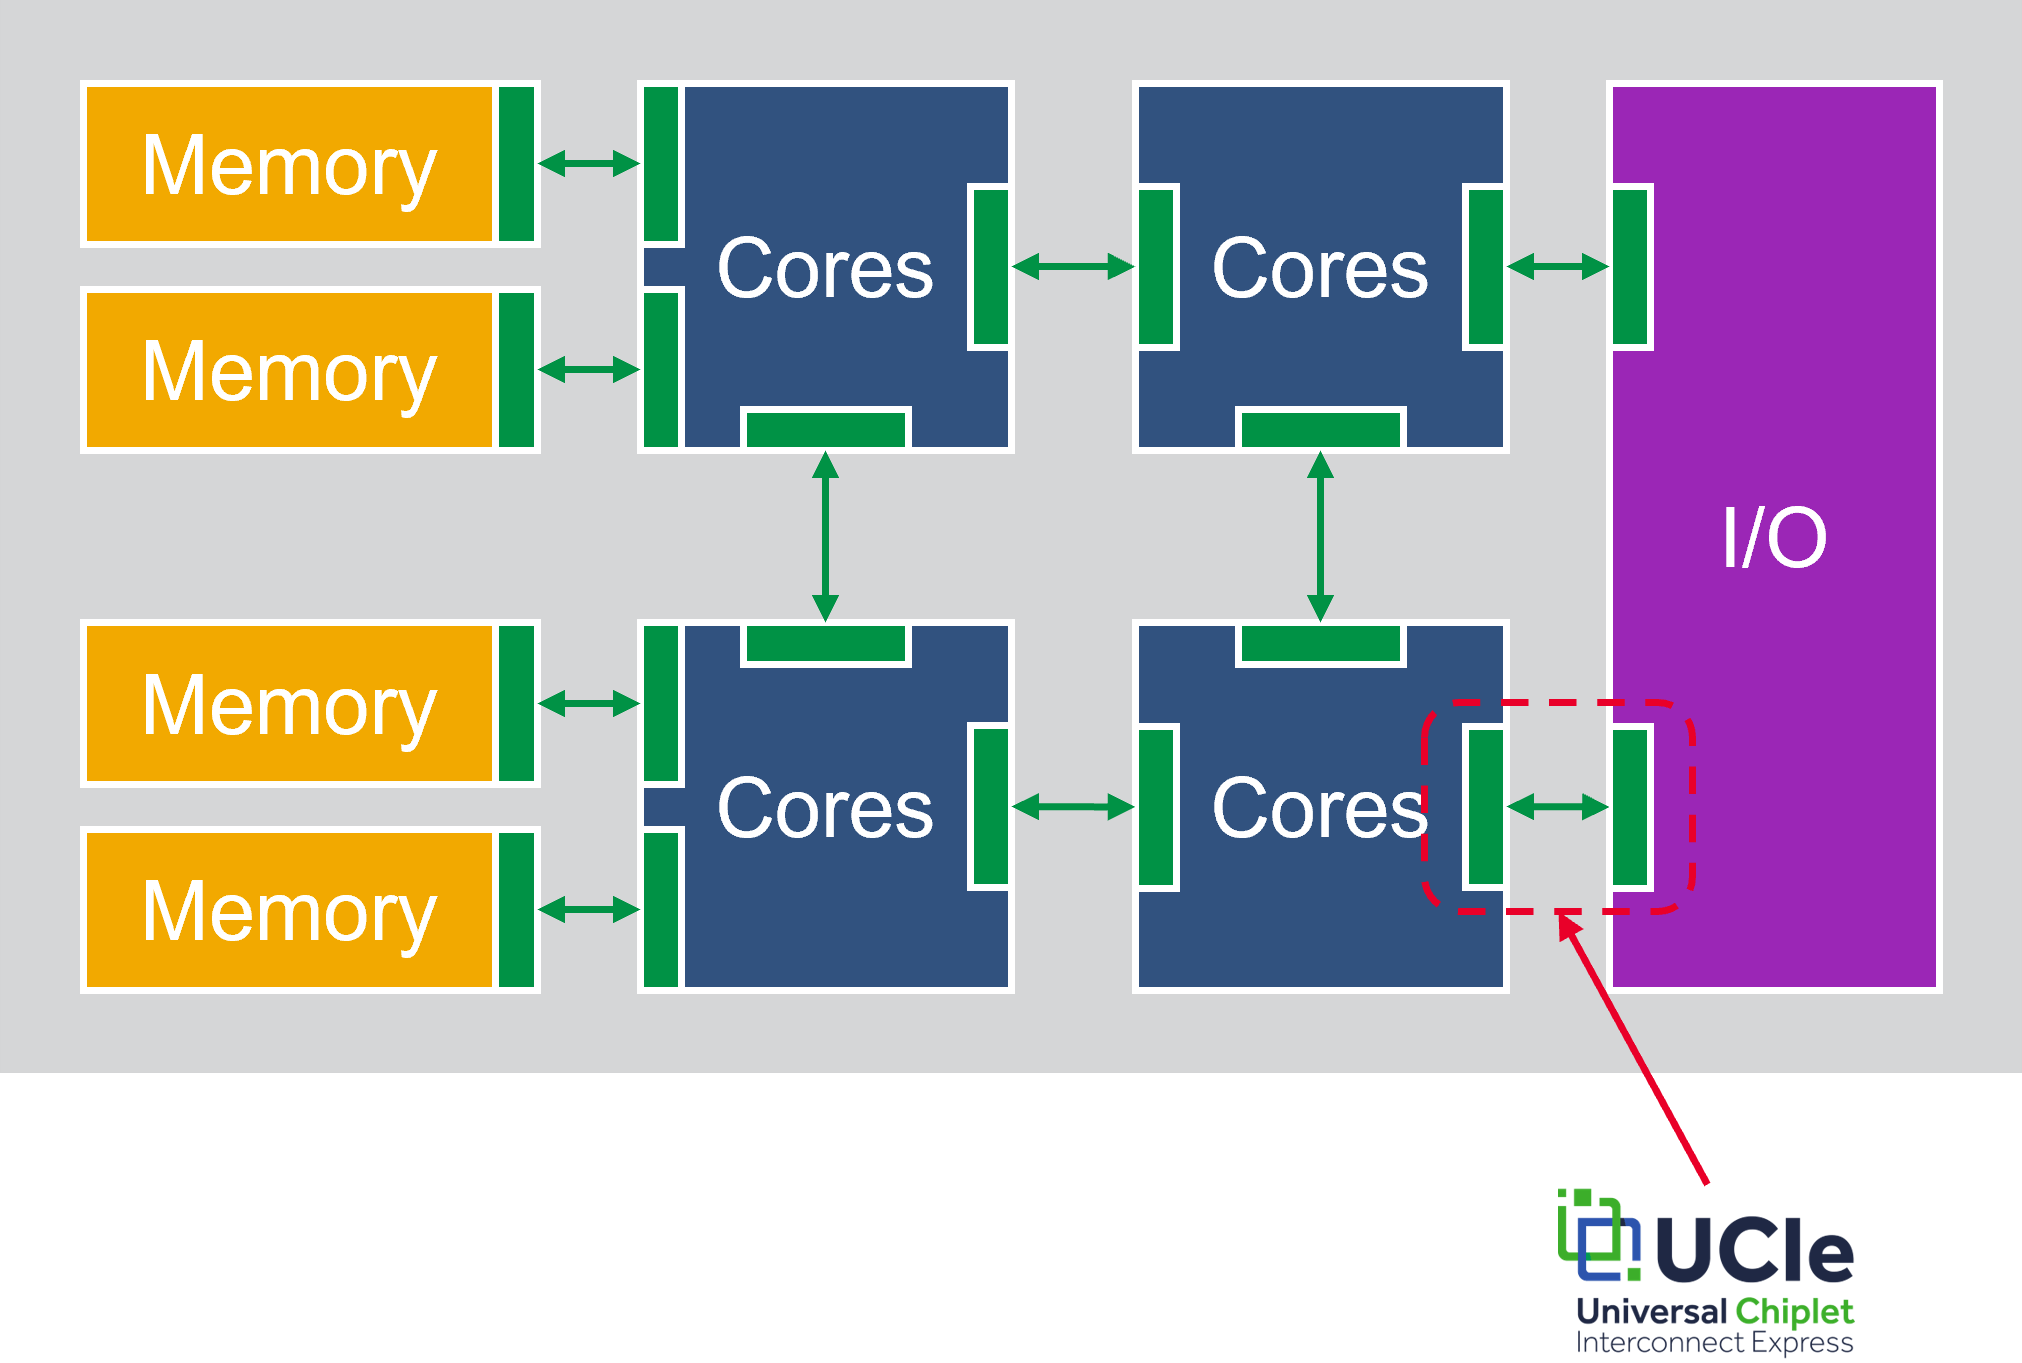 Memory
Memory
Cores
Cores
I/O
Memory
Memory
Cores
Cores
UCIe
Universal Chiplet
Interconnect Express